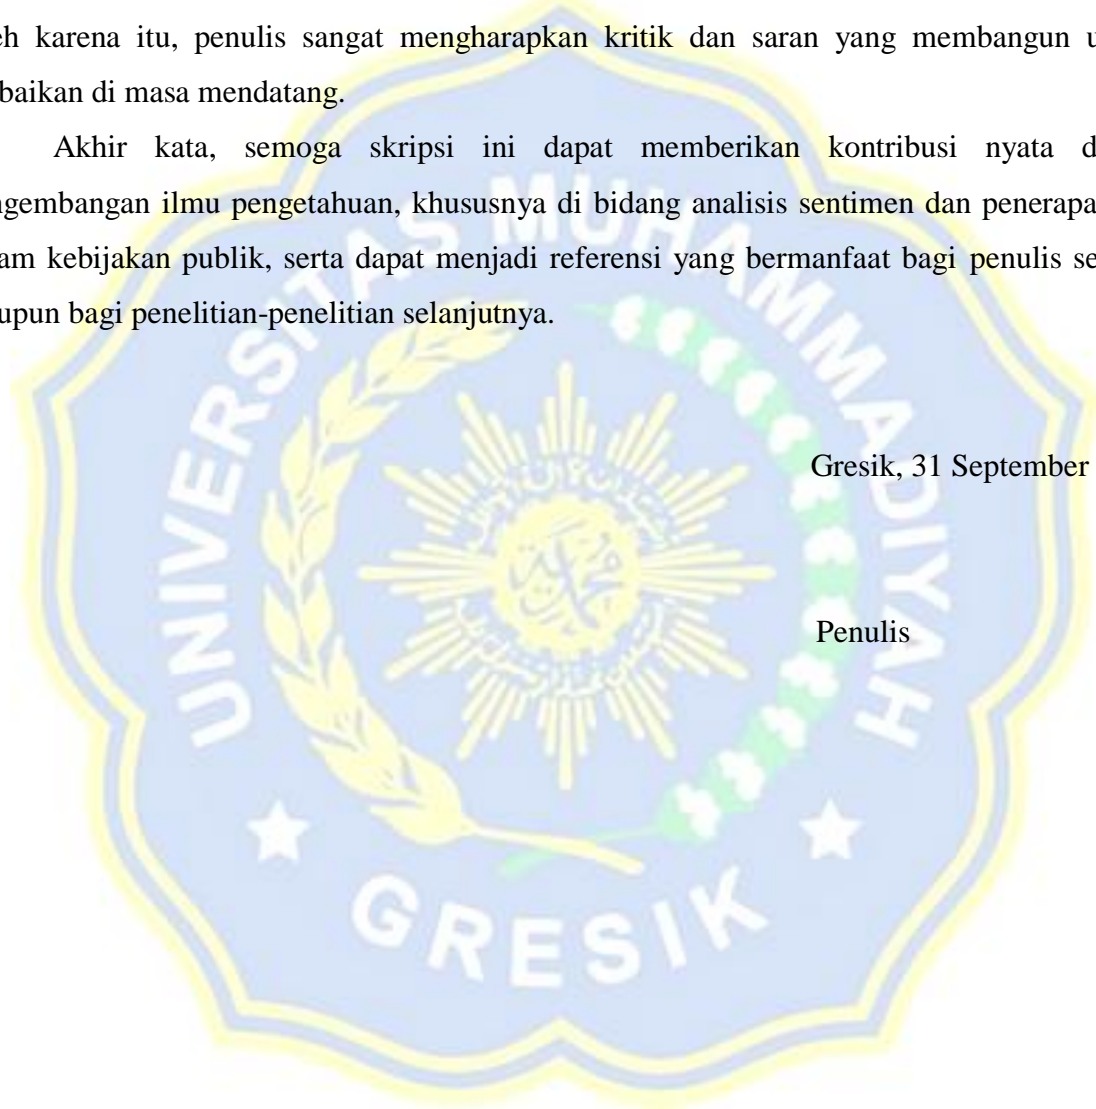 eh karena itu, penulis sangat mengharapkan kritik dan saran yang membangun u
baikan di masa mendatang.
Akhir kata, semoga skripsi ini dapat memberikan kontribusi nyata d
ngembangan ilmu pengetahuan, khususnya di bidang analisis sentimen dan penerapa
am kebijakan publik, serta dapat menjadi referensi yang bermanfaat bagi penulis se
upun bagi penelitian-penelitian selanjutnya.
UNIVERSITAS MUHAMMADIYAH
Gresik, 31 September
محمد
Penulis
GRESIK